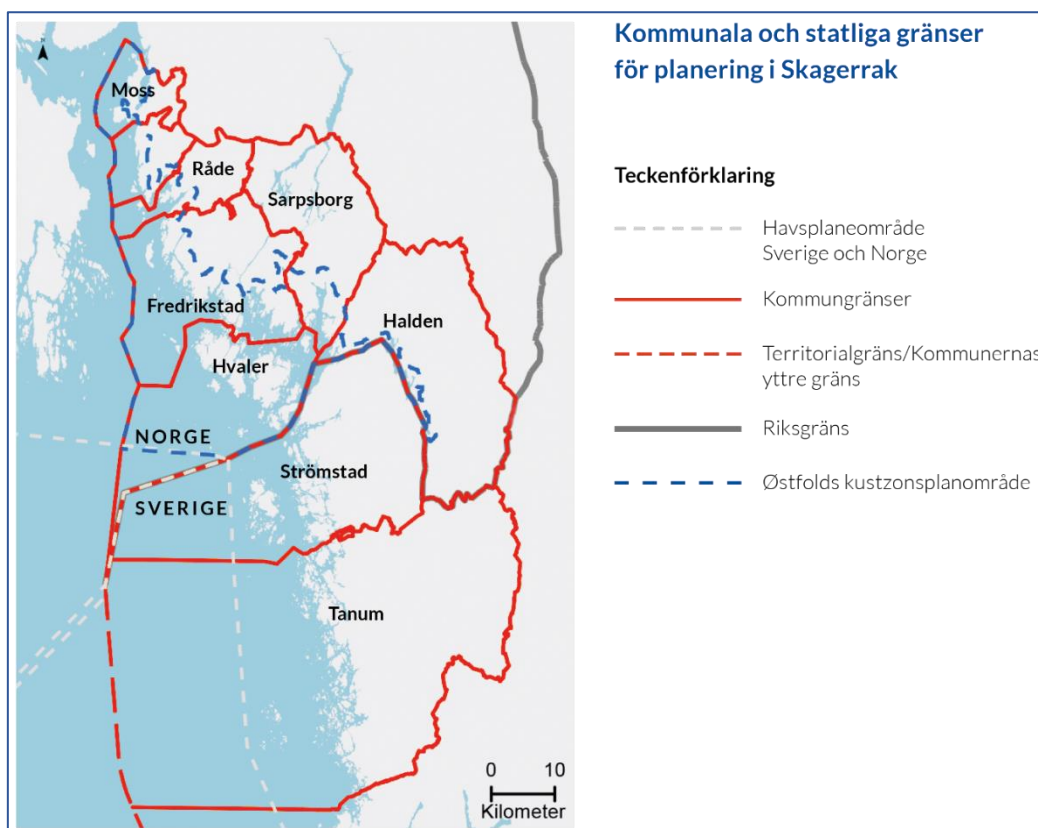 Kommunala och statliga gränser
för planering i Skagerrak
Teckenförklaring
Havsplaneområde
Sverige och Norge
Kommungränser
Territorialgräns/Kommunernas
yttre gräns
Riksgräns
Østfolds kustzonsplanområde
N
Moss
Råde
Sarpsborg
Fredrikstad
Halden
Hvaler
NORGE
Strömstad
SVERIGE
Tanum
0 10
Kilometer